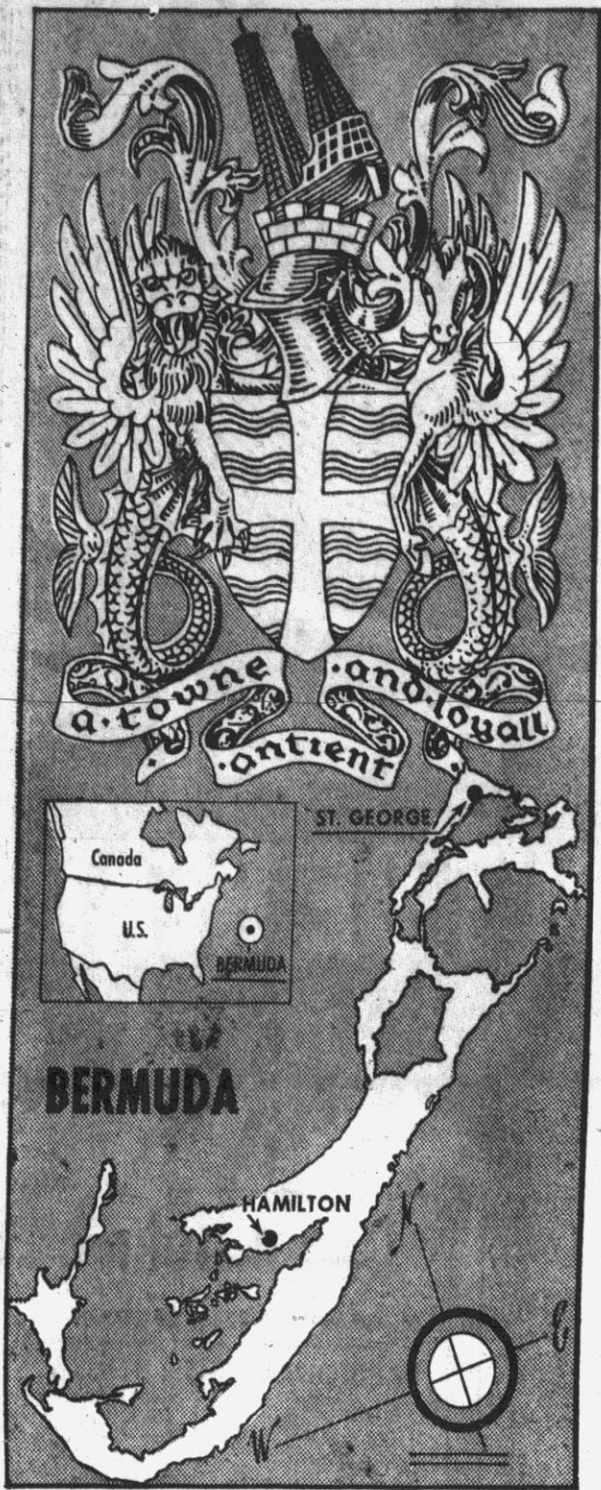 a·towne
·antient
·and·loyall
ST. GEORGE
Canada
U.S.
BERMUDA
BERMUDA
HAMILTON
N
E
W